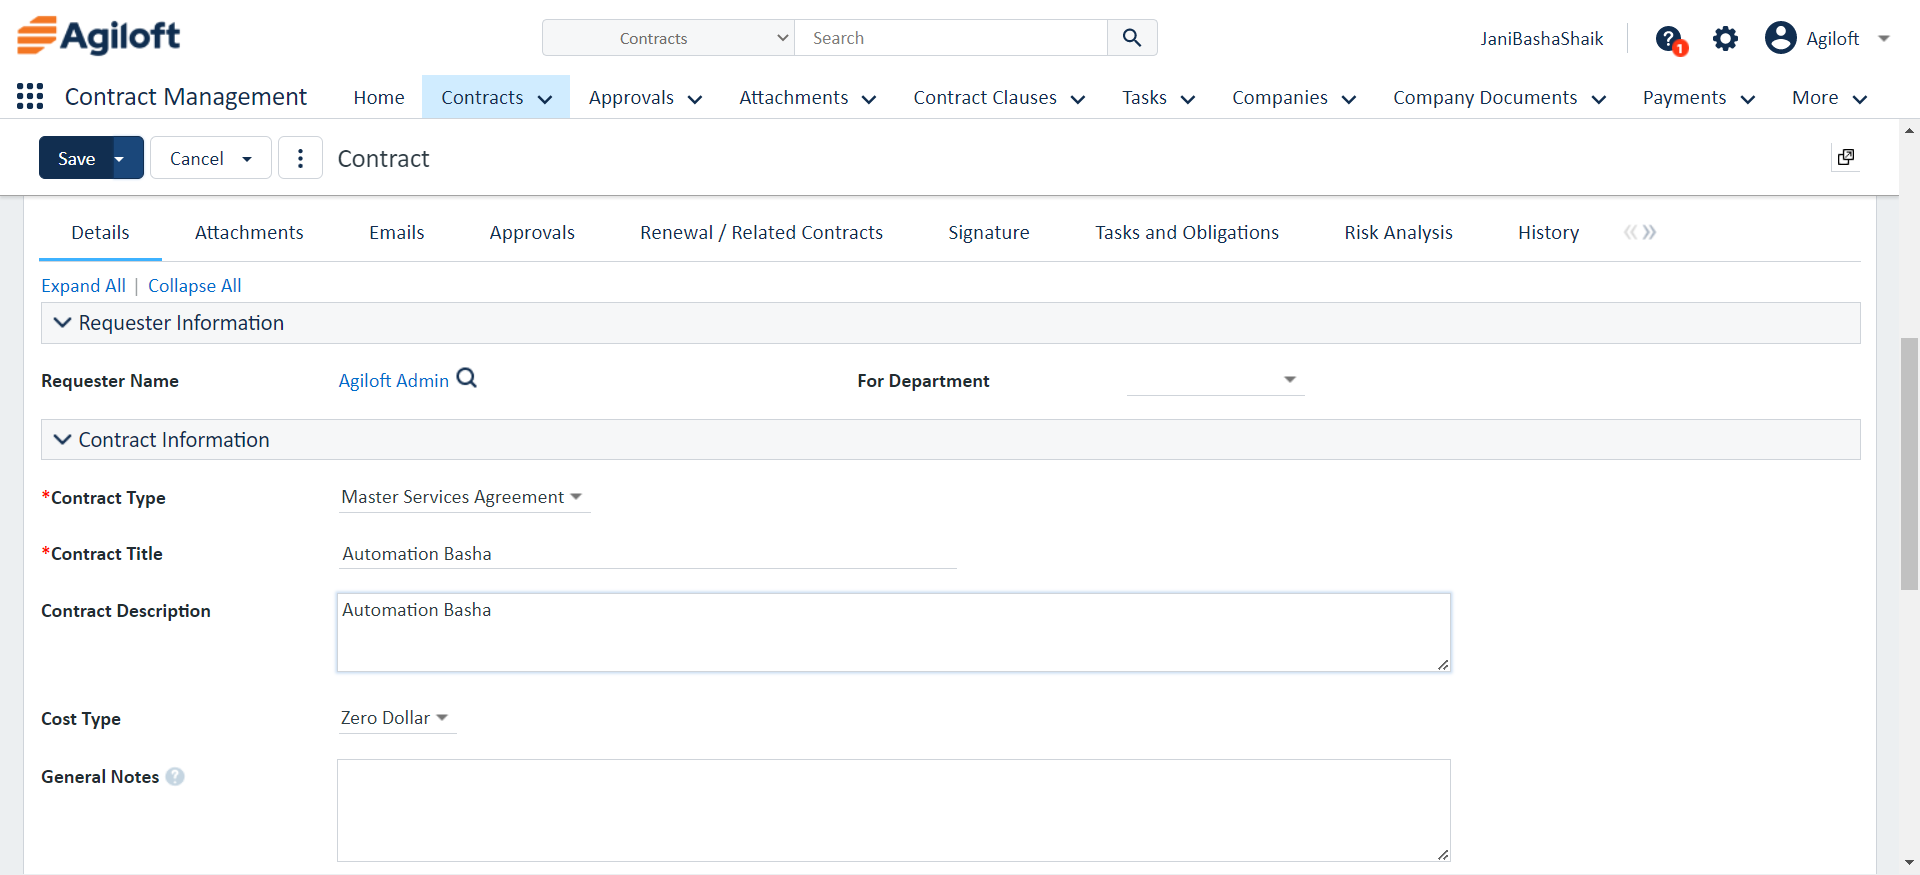 Agiloft
Contracts
Search
JaniBashaShaik
1
Agiloft
Contract Management
Home
Contracts
Approvals
Attachments
Contract Clauses
Tasks
Companies
Company Documents
Payments
More
Save
Cancel
Contract
Details
Attachments
Emails
Approvals
Renewal / Related Contracts
Signature
Tasks and Obligations
Risk Analysis
History
Expand All | Collapse All
Requester Information
Requester Name
Agiloft Admin
For Department
Contract Information
*Contract Type
Master Services Agreement
*Contract Title
Automation Basha
Contract Description
Automation Basha
Cost Type
Zero Dollar
General Notes ?